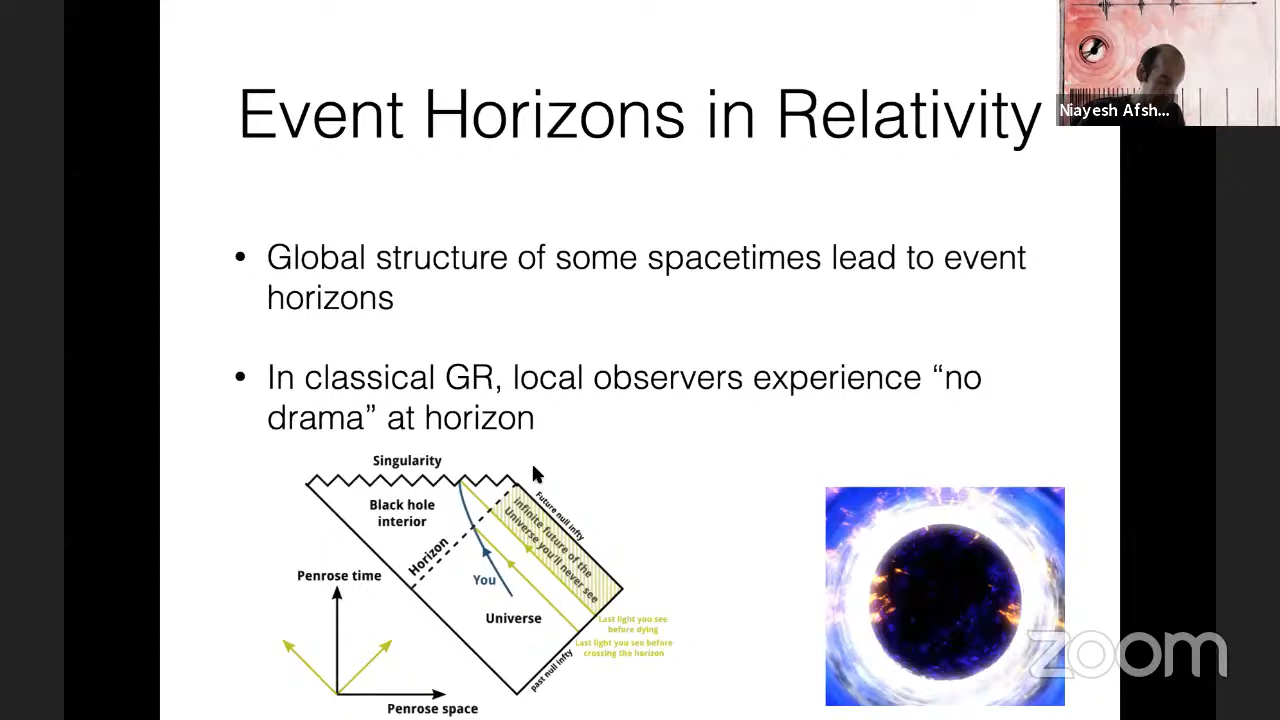 Event Horizons in Relativity
Niayesh Afsh...
• Global structure of some spacetimes lead to event
horizons
• In classical GR, local observers experience “no
drama” at horizon
Singularity
Black hole
interior
Horizon
Future null infty
Infinite future of the
Universe you'll never see
You
Universe
Penrose time
Last light you see
before dying
Last light you see before
crossing the horizon
past null infty
Penrose space
zoom